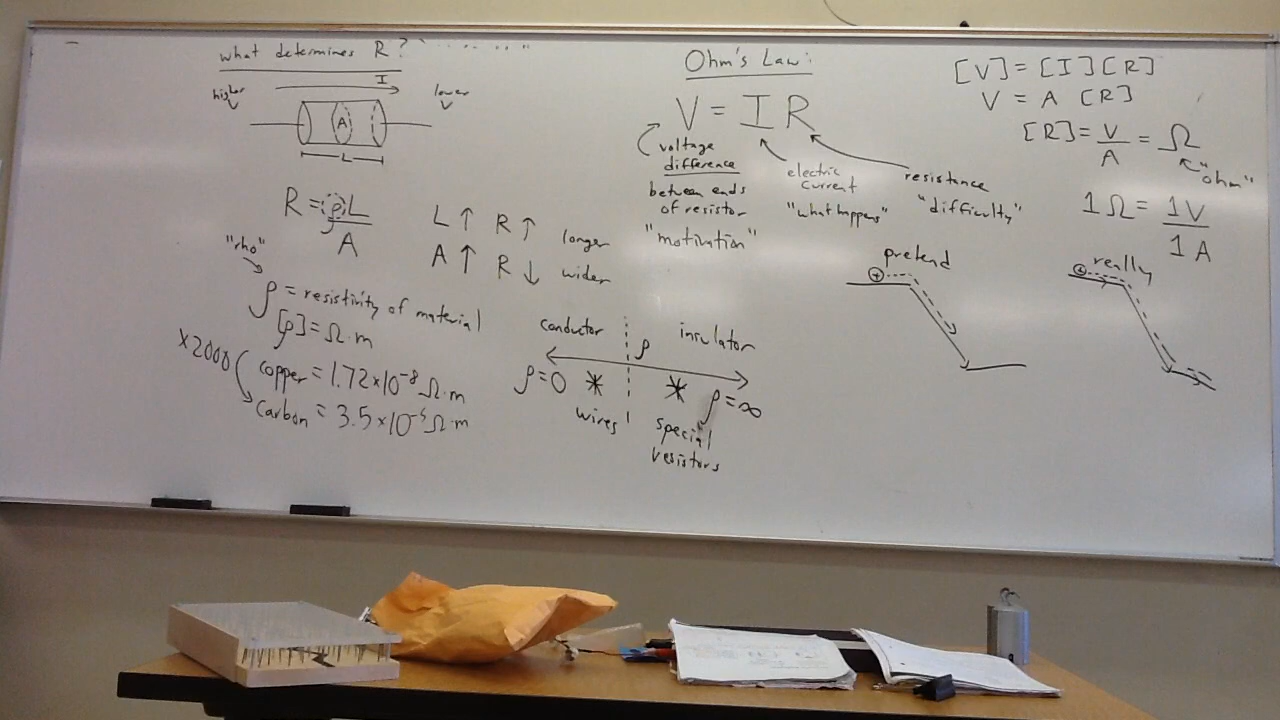 what determines R?
I
higher
V
lower
V
A
L
R = ρL
A
"rho"
L ↑ R ↑ longer
A ↑ R ↓ wider
ρ = resistivity of material
[ρ] = Ω·m
×2000
copper = 1.72×10⁻⁸ Ω·m
carbon = 3.5×10⁻⁵ Ω·m
Ohm's Law:
V = I R
voltage
difference
between ends
of resistor
"motivation"
electric
current
"what happens"
resistance
"difficulty"
conductor
insulator
ρ
ρ=0
ρ=∞
wires
special
resistors
[V] = [I][R]
V = A [R]
[R] = V = Ω
A
"ohm"
1Ω = 1V
1A
pretend
+
really
+